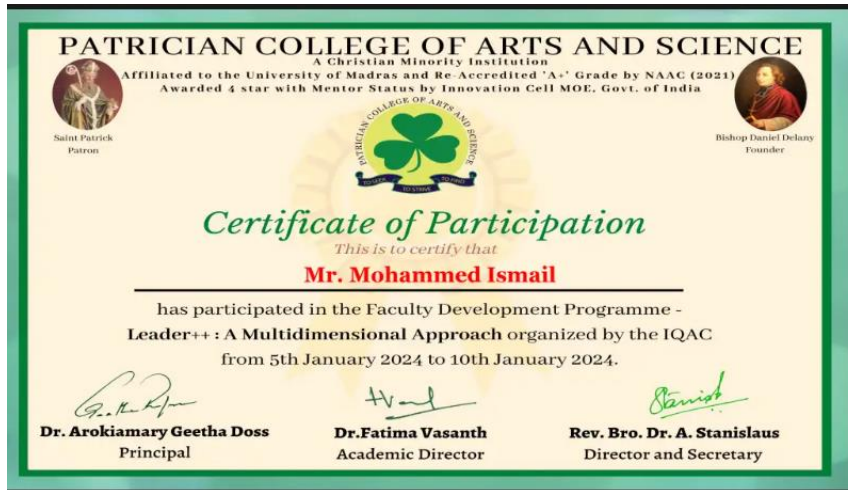 PATRICIAN COLLEGE OF ARTS AND SCIENCE
A Christian Minority Institution
Affiliated to the University of Madras and Re-Accredited 'A+' Grade by NAAC (2021)
Awarded 4 star with Mentor Status by Innovation Cell MOE, Govt. of India
Saint Patrick
Patron
Bishop Daniel Delany
Founder
PATRICIAN COLLEGE OF ARTS AND SCIENCE
TO SEEK TO STRIVE TO FIND
Certificate of Participation
This is to certify that
Mr. Mohammed Ismail
has participated in the Faculty Development Programme -
Leader++ : A Multidimensional Approach organized by the IQAC
from 5th January 2024 to 10th January 2024.
Dr. Arokiamary Geetha Doss
Principal
Dr.Fatima Vasanth
Academic Director
Rev. Bro. Dr. A. Stanislaus
Director and Secretary